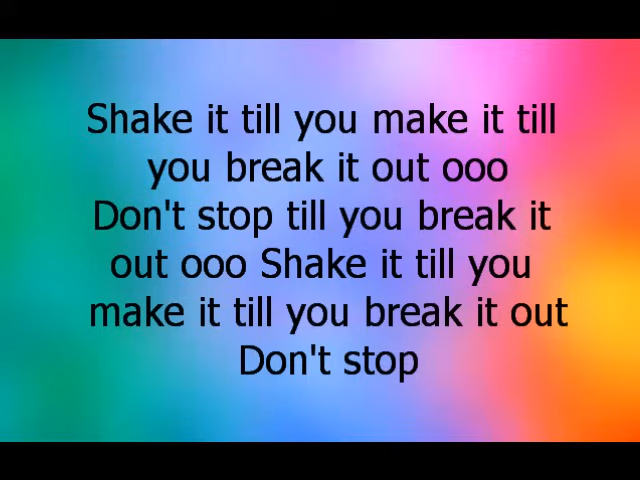 Shake it till you make it till
you break it out ooo
Don't stop till you break it
out ooo Shake it till you
make it till you break it out
Don't stop